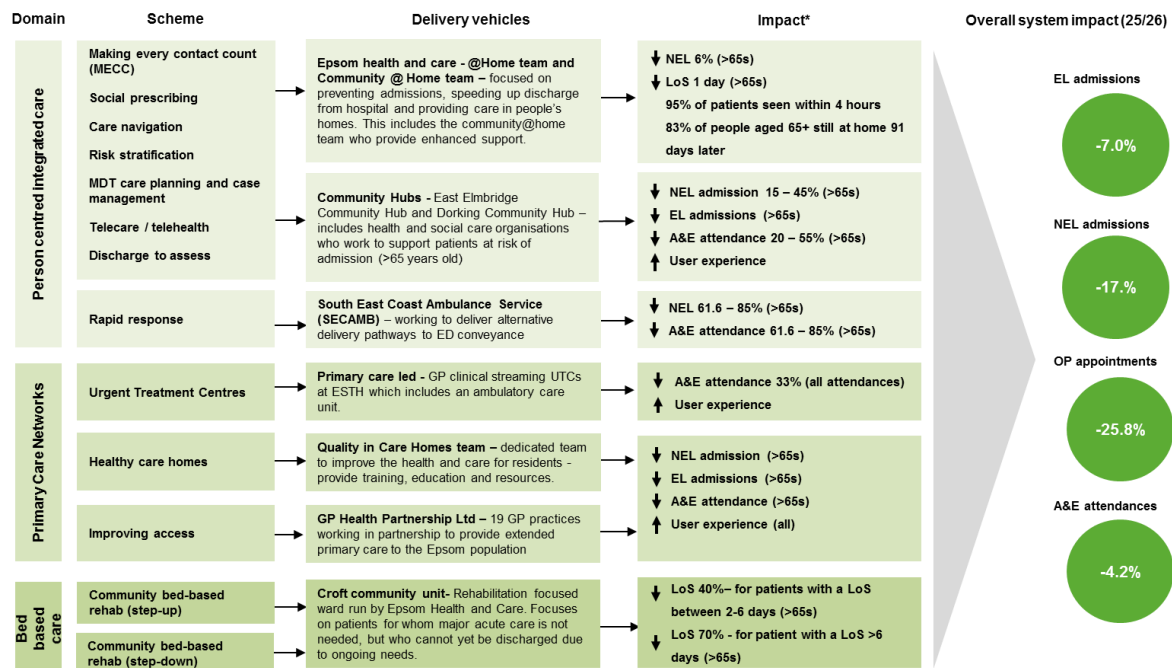 Domain
Scheme
Delivery vehicles
Impact*
Overall system impact (25/26)
Person centred integrated care
Making every contact count
(MECC)
Social prescribing
Care navigation
Risk stratification
MDT care planning and case
management
Telecare / telehealth
Discharge to assess
Epsom health and care - @Home team and
Community @ Home team – focused on
preventing admissions, speeding up discharge
from hospital and providing care in people's
homes. This includes the community@home
team who provide enhanced support.
NEL 6% (>65s)
LoS 1 day (>65s)
95% of patients seen within 4 hours
83% of people aged 65+ still at home 91
days later
Community Hubs - East Elmbridge
Community Hub and Dorking Community Hub –
includes health and social care organisations
who work to support patients at risk of
admission (>65 years old)
NEL admission 15 – 45% (>65s)
EL admissions (>65s)
A&E attendance 20 – 55% (>65s)
User experience
Rapid response
South East Coast Ambulance Service
(SECAMB) – working to deliver alternative
delivery pathways to ED conveyance
NEL 61.6 – 85% (>65s)
A&E attendance 61.6 – 85% (>65s)
Primary Care Networks
Urgent Treatment Centres
Primary care led - GP clinical streaming UTCs
at ESTH which includes an ambulatory care
unit.
A&E attendance 33% (all attendances)
User experience
Healthy care homes
Quality in Care Homes team – dedicated team
to improve the health and care for residents -
provide training, education and resources.
NEL admission (>65s)
EL admissions (>65s)
A&E attendance (>65s)
User experience (all)
Improving access
GP Health Partnership Ltd – 19 GP practices
working in partnership to provide extended
primary care to the Epsom population
Bed
based
care
Community bed-based
rehab (step-up)
Community bed-based
rehab (step-down)
Croft community unit- Rehabilitation focused
ward run by Epsom Health and Care. Focuses
on patients for whom major acute care is not
needed, but who cannot yet be discharged due
to ongoing needs.
LoS 40%– for patients with a LoS
between 2-6 days (>65s)
LoS 70% - for patient with a LoS >6
days (>65s)
EL admissions
-7.0%
NEL admissions
-17.%
OP appointments
-25.8%
A&E attendances
-4.2%